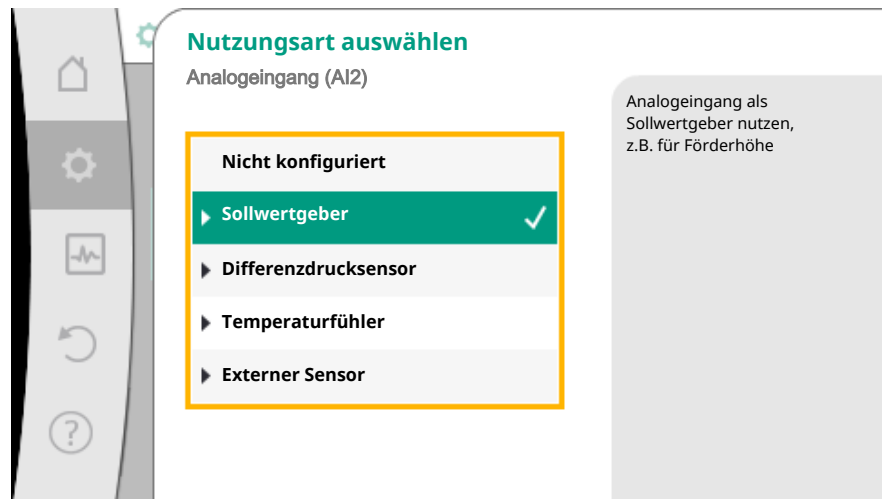 Nutzungsart auswählen
Analogeingang (AI2)
Nicht konfiguriert
Sollwertgeber
Differenzdrucksensor
Temperaturfühler
Externer Sensor
Analogeingang als
Sollwertgeber nutzen,
z.B. für Förderhöhe
?